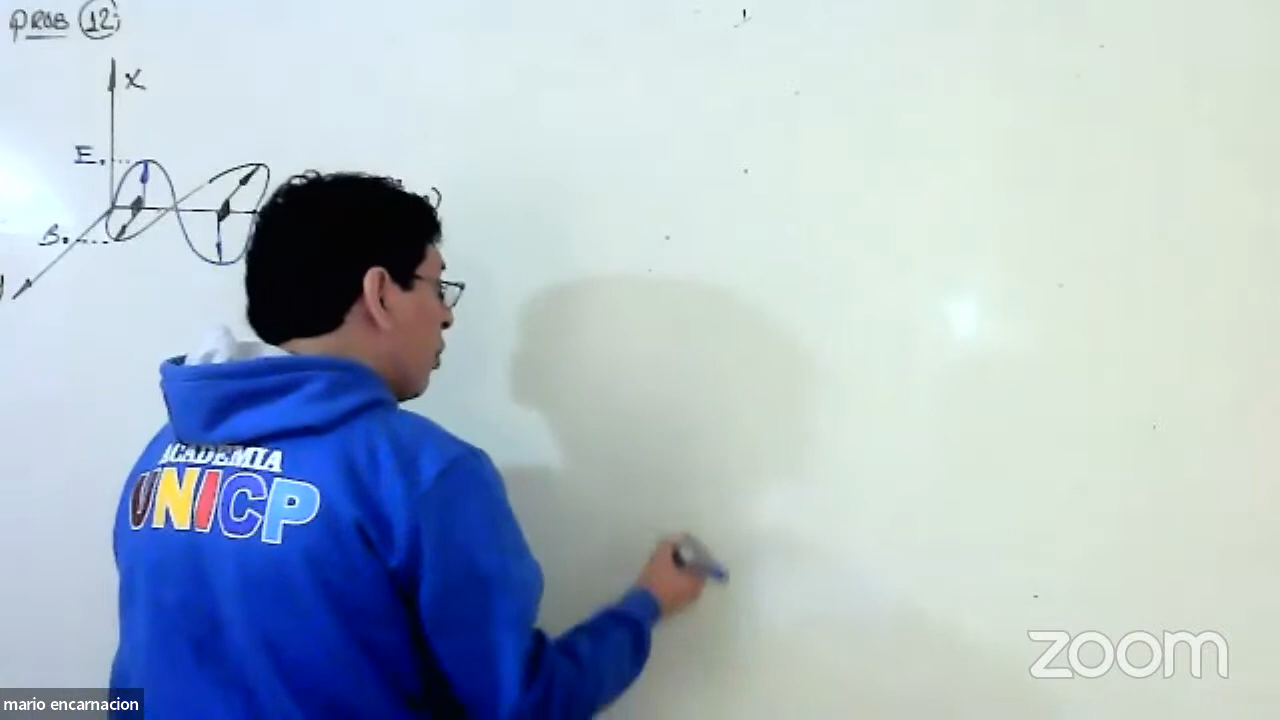 PROB 12
X
E.
B.
ACADEMIA
UNICP
zoom
mario encarnacion